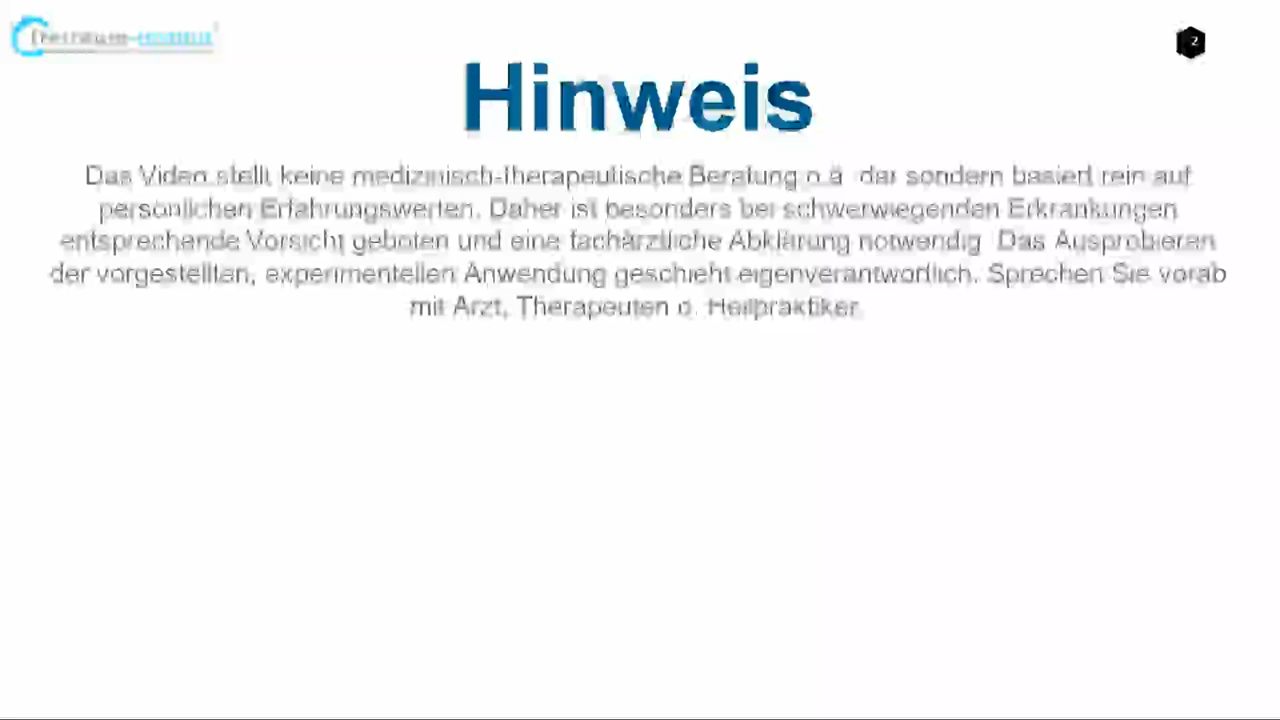 2
Hinweis
Das Video stellt keine medizinisch-therapeutische Beratung o.ä. dar sondern basiert rein auf
persönlichen Erfahrungswerten. Daher ist besonders bei schwerwiegenden Erkrankungen
entsprechende Vorsicht geboten und eine fachärztliche Abklärung notwendig. Das Ausprobieren
der vorgestellten, experimentellen Anwendung geschieht eigenverantwortlich. Sprechen Sie vorab
mit Arzt, Therapeuten o. Heilpraktiker.